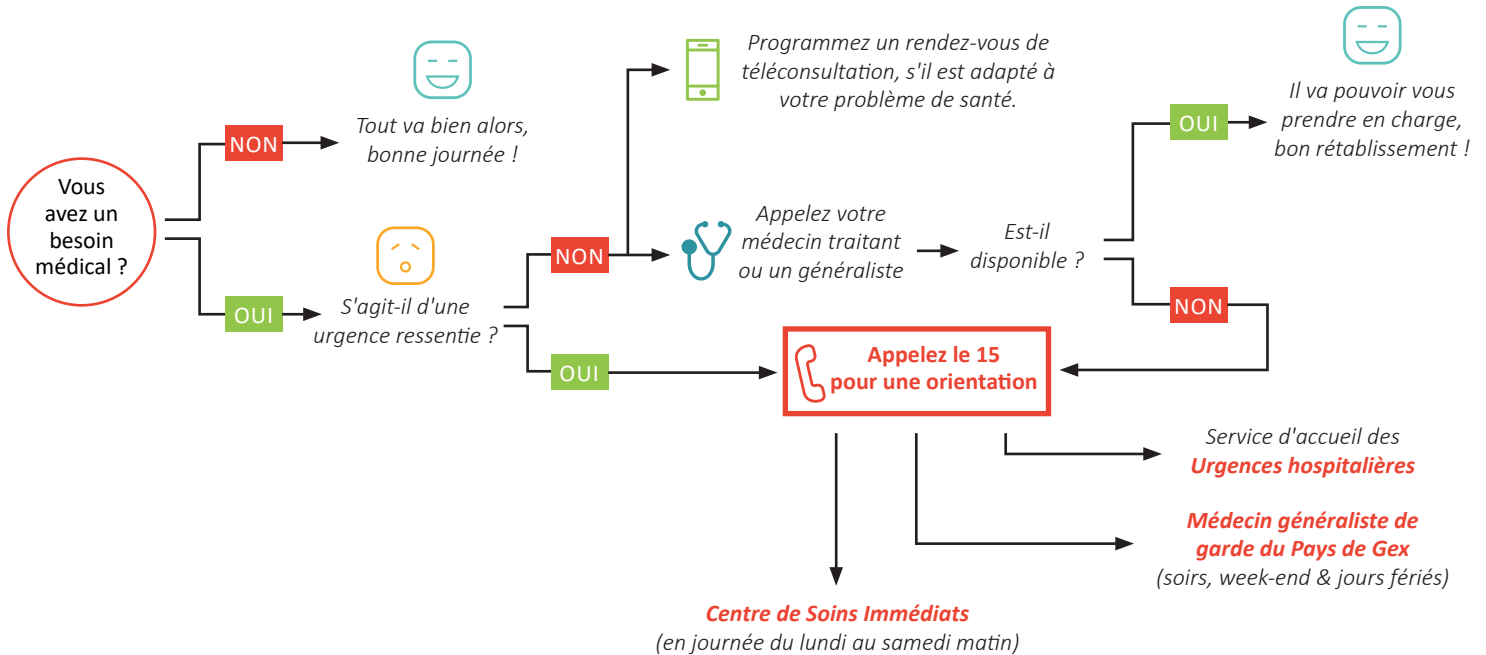 Vous
avez un
besoin
médical ?
NON
Tout va bien alors,
bonne journée !
OUI
S'agit-il d'une
urgence ressentie ?
NON
Programmez un rendez-vous de
téléconsultation, s'il est adapté à
votre problème de santé.
Appelez votre
médecin traitant
ou un généraliste
Est-il
disponible ?
OUI
Il va pouvoir vous
prendre en charge,
bon rétablissement !
NON
OUI
Appelez le 15
pour une orientation
Service d'accueil des
Urgences hospitalières
Médecin généraliste de
garde du Pays de Gex
(soirs, week-end & jours fériés)
Centre de Soins Immédiats
(en journée du lundi au samedi matin)